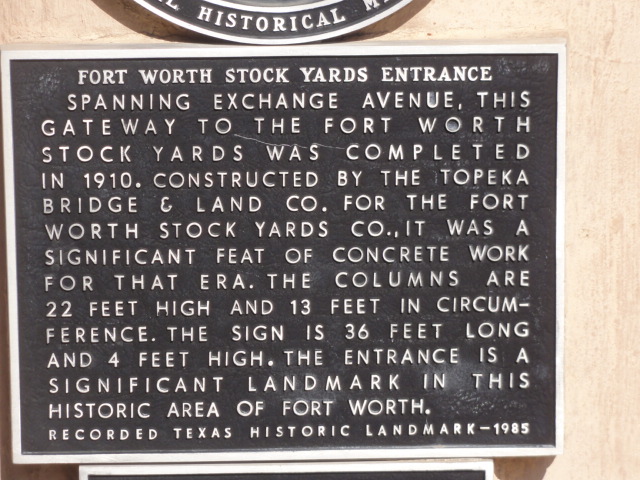 HISTORICAL
FORT WORTH STOCK YARDS ENTRANCE
SPANNING EXCHANGE AVENUE, THIS
GATEWAY TO THE FORT WORTH
STOCK YARDS WAS COMPLETED
IN 1910. CONSTRUCTED BY THE TOPEKA
BRIDGE & LAND CO. FOR THE FORT
WORTH STOCK YARDS CO., IT WAS A
SIGNIFICANT FEAT OF CONCRETE WORK
FOR THAT ERA. THE COLUMNS ARE
22 FEET HIGH AND 13 FEET IN CIRCUM-
FERENCE. THE SIGN IS 36 FEET LONG
AND 4 FEET HIGH. THE ENTRANCE IS A
SIGNIFICANT LANDMARK IN THIS
HISTORIC AREA OF FORT WORTH.
RECORDED TEXAS HISTORIC LANDMARK-1985